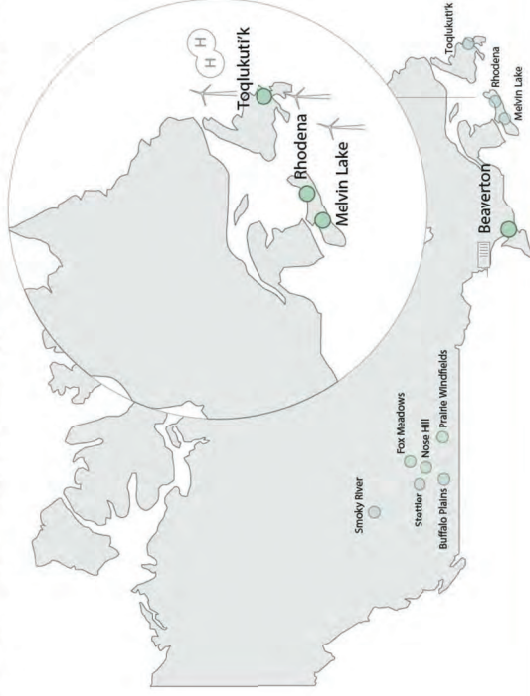 H
H
Toqlukuti'k
Rhodena
Melvin Lake
Toqlukuti'k
Rhodena
Melvin Lake
Beaverton
Smoky River
Fox Meadows
Nose Hill
Stettler
Prairie Windfields
Buffalo Plains